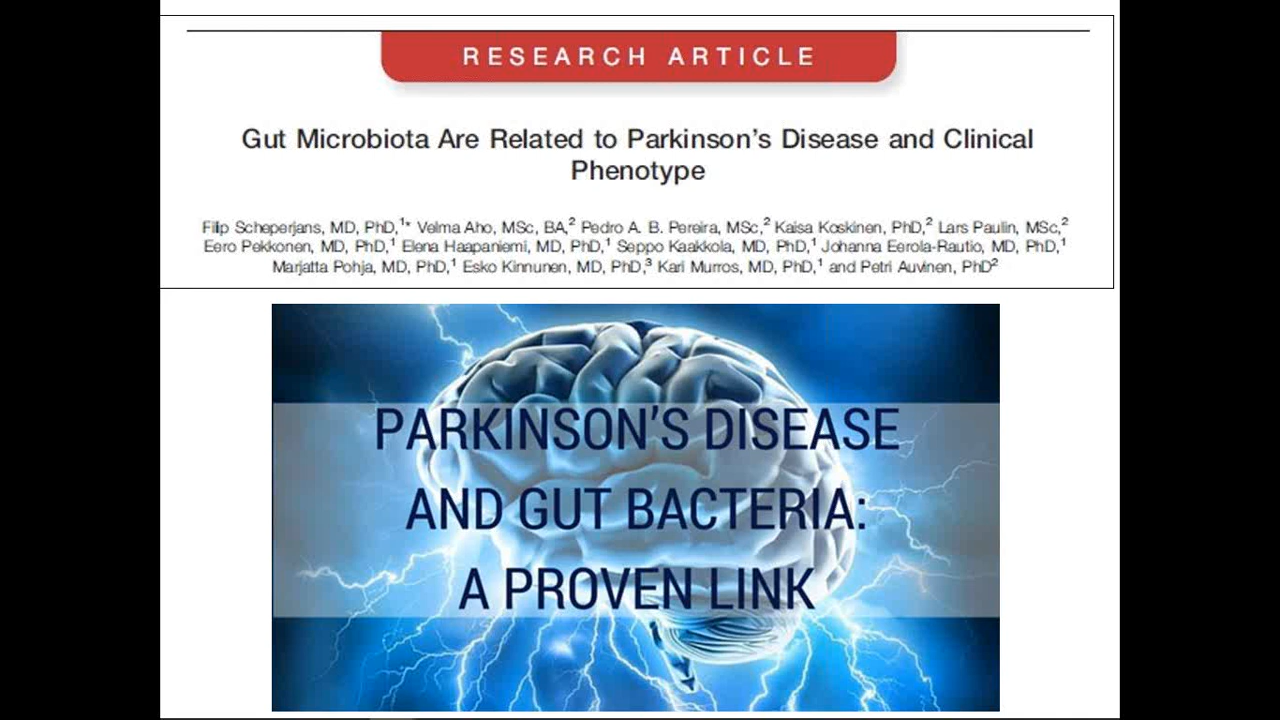 RESEARCH ARTICLE
Gut Microbiota Are Related to Parkinson's Disease and Clinical
Phenotype
Filip Scheperjans, MD, PhD,¹* Velma Aho, MSc, BA,² Pedro A. B. Pereira, MSc,² Kaisa Koskinen, PhD,² Lars Paulin, MSc,²
Eero Pekkonen, MD, PhD,¹ Elena Haapaniemi, MD, PhD,¹ Seppo Kaakkola, MD, PhD,¹ Johanna Eerola-Rautio, MD, PhD,¹
Marjatta Pohja, MD, PhD,¹ Esko Kinnunen, MD, PhD,³ Kari Murros, MD, PhD,¹ and Petri Auvinen, PhD²
PARKINSON'S DISEASE
AND GUT BACTERIA:
A PROVEN LINK